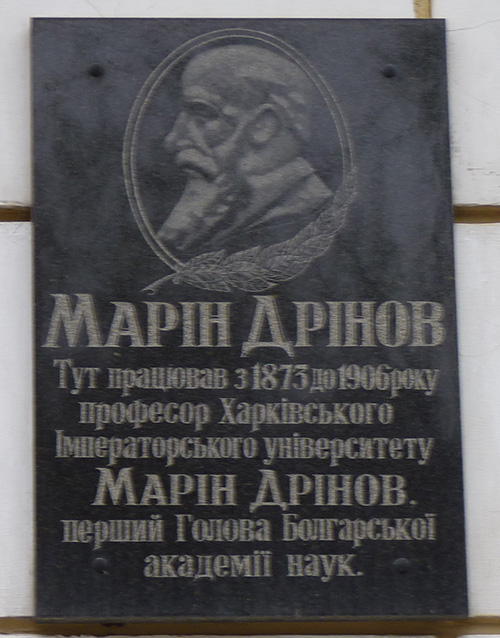 МАРІН ДРІНОВ
Тут працював з 1873 до 1906 року
професор Харківського
Імператорського університету
МАРІН ДРІНОВ.
перший Голова Болгарської
академії наук.